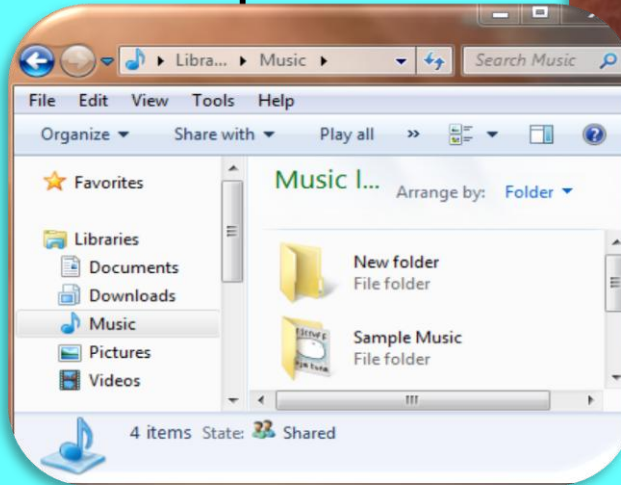 Libra... Music
Search Music
File Edit View Tools Help
Organize Share with Play all »
Favorites
Libraries
Documents
Downloads
Music
Pictures
Videos
Music l... Arrange by: Folder
New folder
File folder
Sample Music
File folder
4 items State: Shared